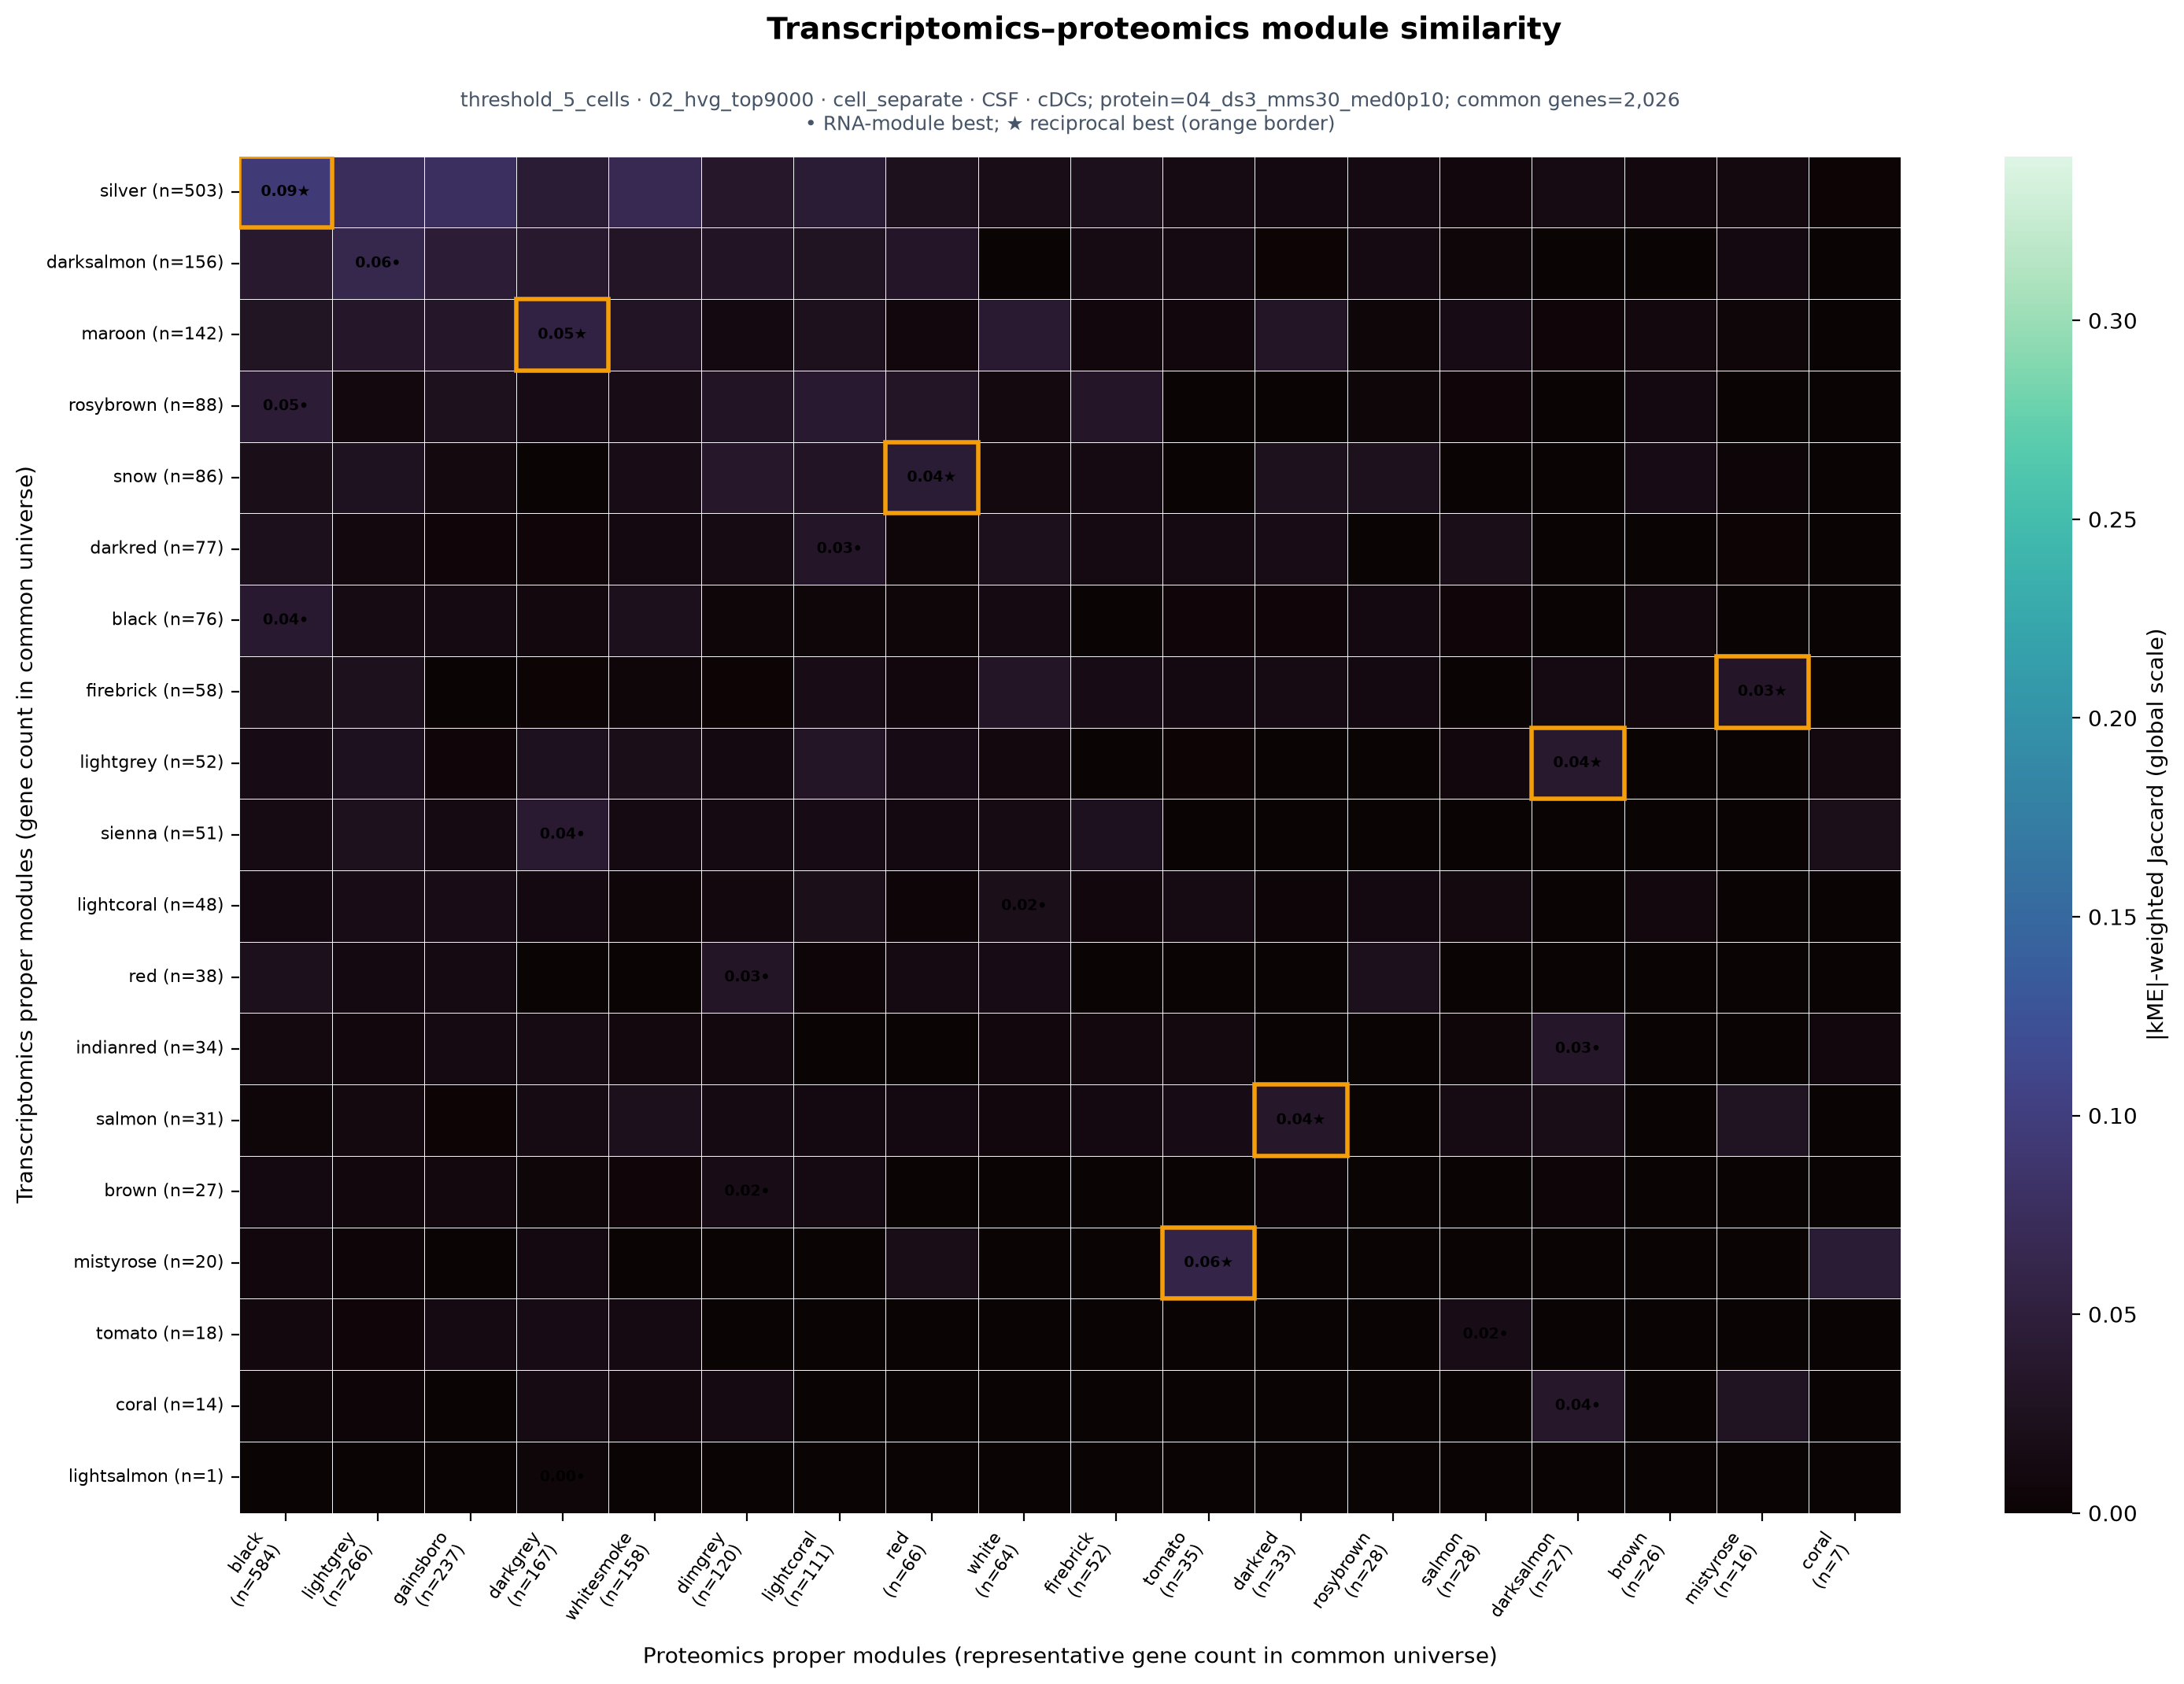 Transcriptomics–proteomics module similarity
threshold_5_cells · 02_hvg_top9000 · cell_separate · CSF · cDCs; protein=04_ds3_mms30_med0p10; common genes=2,026
• RNA-module best; ★ reciprocal best (orange border)
Transcriptomics proper modules (gene count in common universe)
silver (n=503)
0.09★
darksalmon (n=156)
0.06•
maroon (n=142)
0.05★
rosybrown (n=88)
0.05•
snow (n=86)
0.04★
darkred (n=77)
0.03•
black (n=76)
0.04•
firebrick (n=58)
0.03★
lightgrey (n=52)
0.04★
sienna (n=51)
0.04•
lightcoral (n=48)
0.02•
red (n=38)
0.03•
indianred (n=34)
0.03•
salmon (n=31)
0.04★
brown (n=27)
0.02•
mistyrose (n=20)
0.06★
tomato (n=18)
0.02•
coral (n=14)
0.04•
lightsalmon (n=1)
0.00•
black
(n=584)
lightgrey
(n=266)
gainsboro
(n=237)
darkgrey
(n=167)
whitesmoke
(n=158)
dimgrey
(n=120)
lightcoral
(n=111)
red
(n=66)
white
(n=64)
firebrick
(n=52)
tomato
(n=35)
darkred
(n=33)
rosybrown
(n=28)
salmon
(n=28)
darksalmon
(n=27)
brown
(n=26)
mistyrose
(n=16)
coral
(n=7)
Proteomics proper modules (representative gene count in common universe)
0.30
0.25
0.20
0.15
0.10
0.05
0.00
|kME|-weighted Jaccard (global scale)